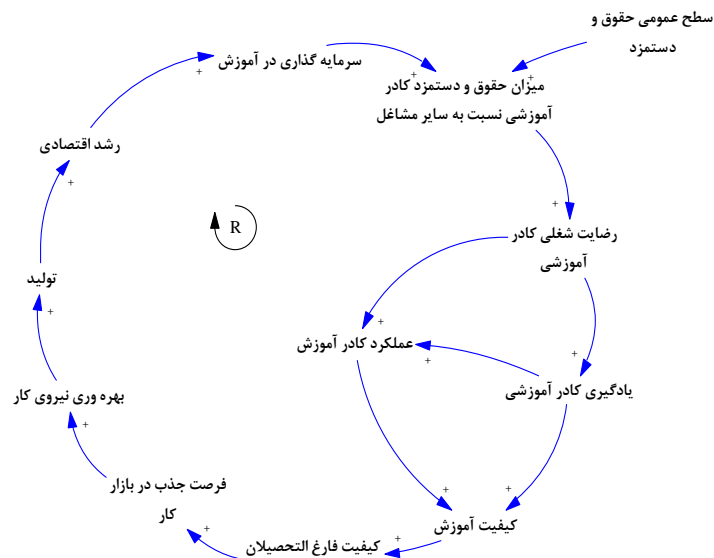 سطح عمومی حقوق و
دستمزد
سرمایه گذاری در آموزش
+
+
+
میزان حقوق و دستمزد کادر
آموزشی نسبت به سایر مشاغل
رشد اقتصادی
+
+
R
رضایت شغلی کادر
آموزشی
تولید
+
+
عملکرد کادر آموزش
+
+
یادگیری کادر آموزشی
بهره وری نیروی کار
+
فرصت جذب در بازار
کار
+
+
+
کیفیت آموزش
+
کیفیت فارغ التحصیلان